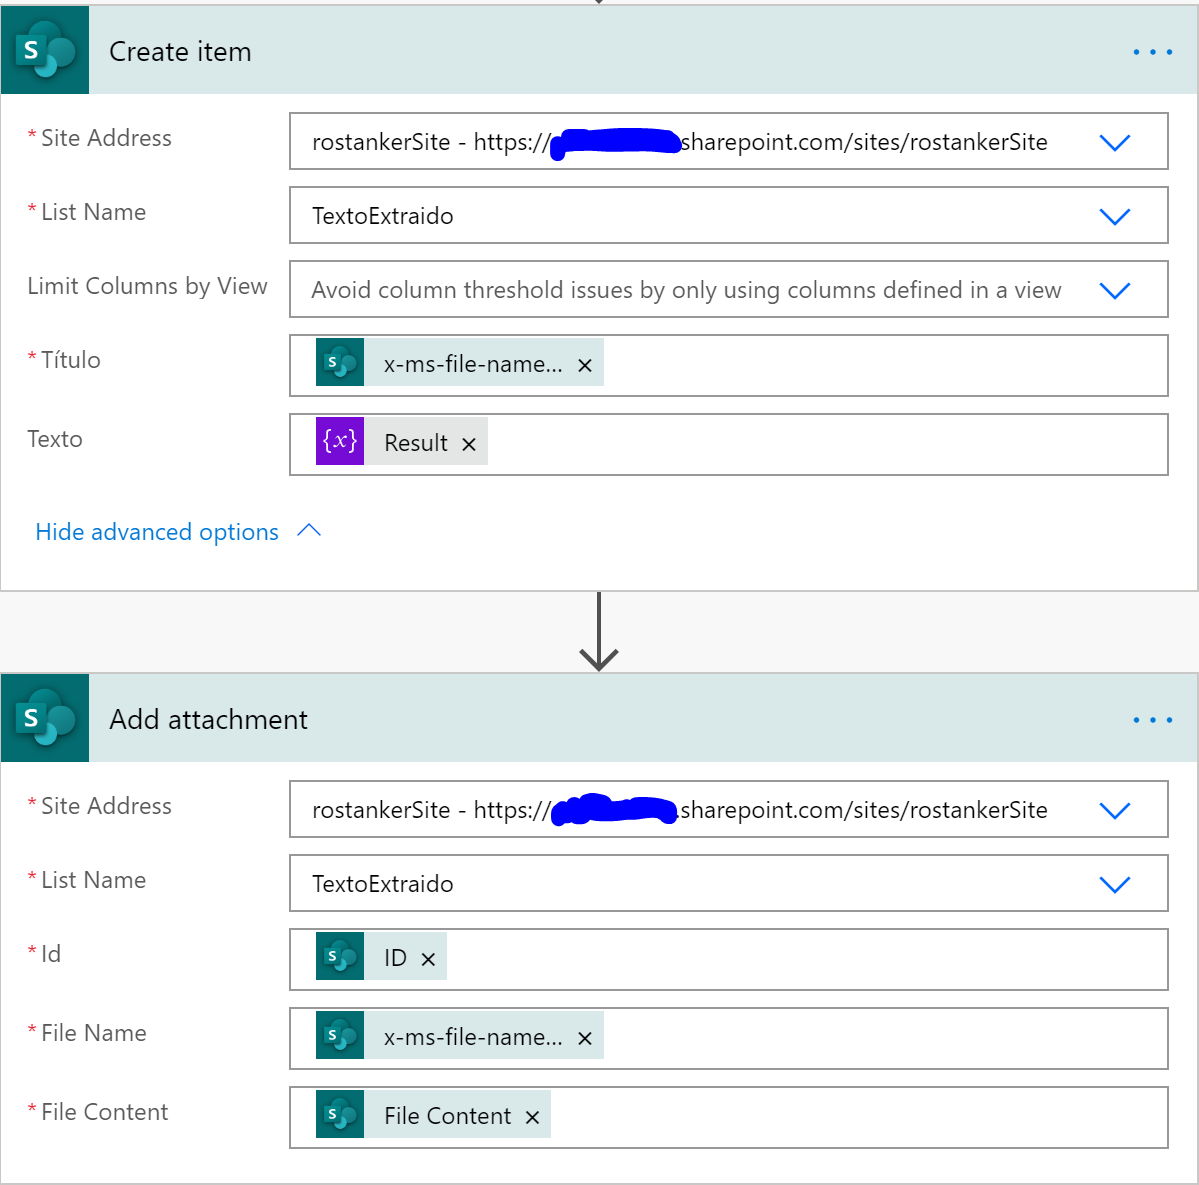 S Create item ...
* Site Address rostankerSite - https:// sharepoint.com/sites/rostankerSite
* List Name TextoExtraido
Limit Columns by View Avoid column threshold issues by only using columns defined in a view
* Título S x-ms-file-name... ×
Texto {x} Result ×
Hide advanced options
S Add attachment ...
* Site Address rostankerSite - https:// .sharepoint.com/sites/rostankerSite
* List Name TextoExtraido
* Id S ID ×
* File Name S x-ms-file-name... ×
* File Content S File Content ×